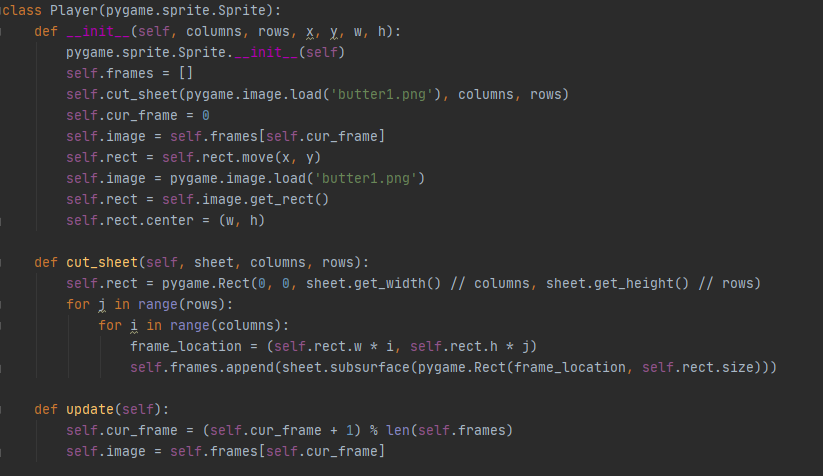 class Player(pygame.sprite.Sprite):
    def __init__(self, columns, rows, x, y, w, h):
        pygame.sprite.Sprite.__init__(self)
        self.frames = []
        self.cut_sheet(pygame.image.load('butter1.png'), columns, rows)
        self.cur_frame = 0
        self.image = self.frames[self.cur_frame]
        self.rect = self.rect.move(x, y)
        self.image = pygame.image.load('butter1.png')
        self.rect = self.image.get_rect()
        self.rect.center = (w, h)

    def cut_sheet(self, sheet, columns, rows):
        self.rect = pygame.Rect(0, 0, sheet.get_width() // columns, sheet.get_height() // rows)
        for j in range(rows):
            for i in range(columns):
                frame_location = (self.rect.w * i, self.rect.h * j)
                self.frames.append(sheet.subsurface(pygame.Rect(frame_location, self.rect.size)))

    def update(self):
        self.cur_frame = (self.cur_frame + 1) % len(self.frames)
        self.image = self.frames[self.cur_frame]